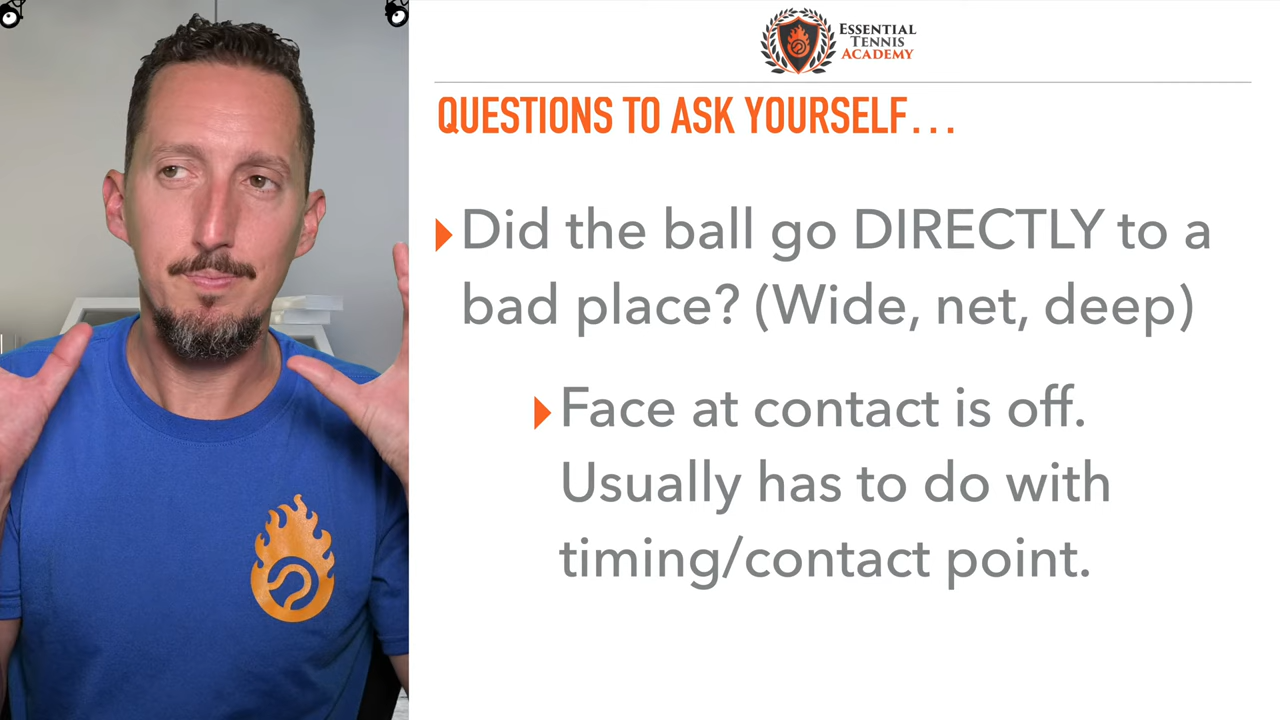 ESSENTIAL
TENNIS
ACADEMY
QUESTIONS TO ASK YOURSELF...
Did the ball go DIRECTLY to a
bad place? (Wide, net, deep)
Face at contact is off.
Usually has to do with
timing/contact point.